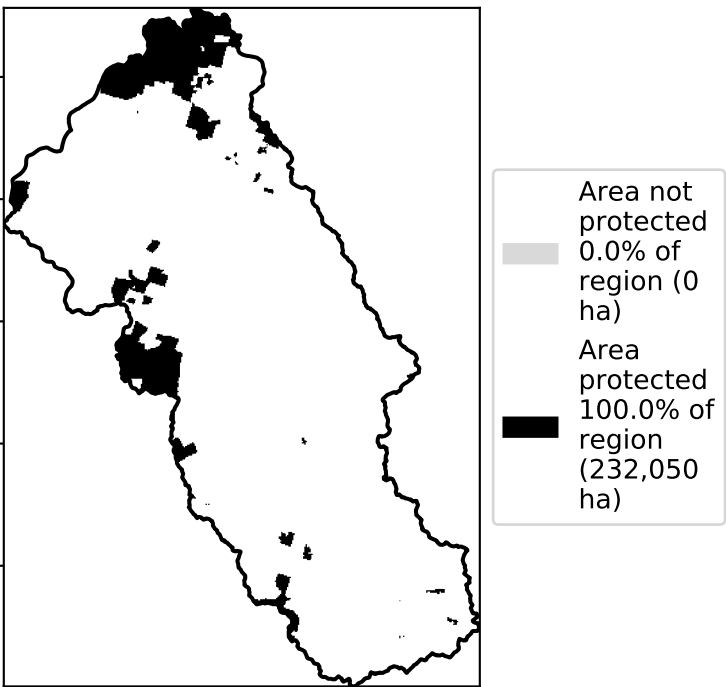 Area not
protected
0.0% of
region (0
ha)
Area
protected
100.0% of
region
(232,050
ha)